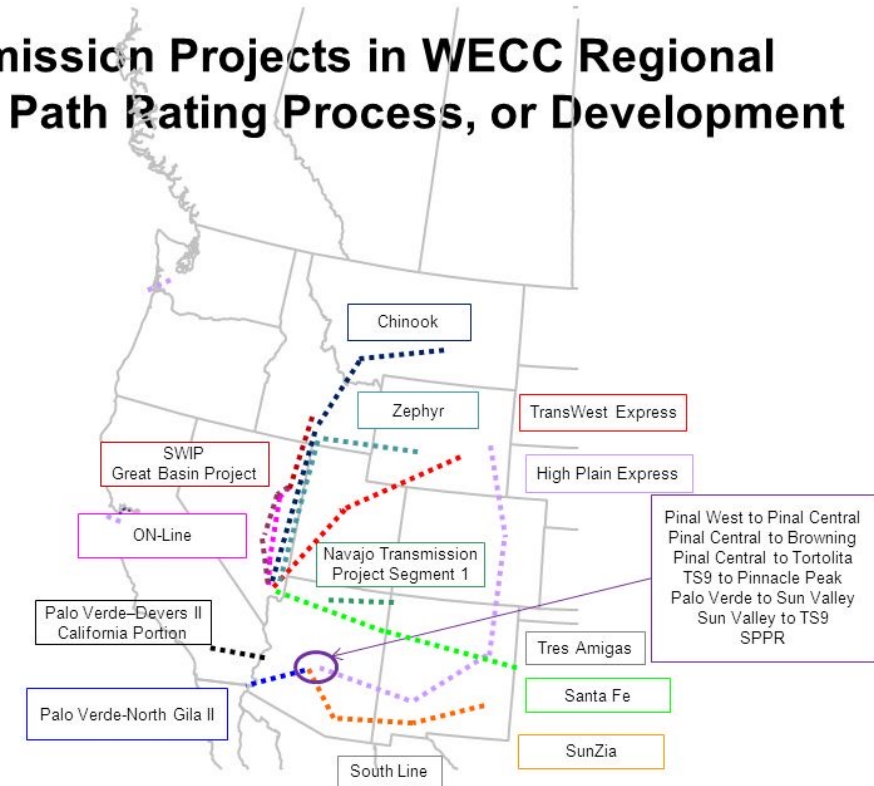 mission Projects in WECC Regional
Path Rating Process, or Development
Chinook
Zephyr
TransWest Express
SWIP
Great Basin Project
High Plain Express
Pinal West to Pinal Central
Pinal Central to Browning
Pinal Central to Tortolita
TS9 to Pinnacle Peak
Palo Verde to Sun Valley
Sun Valley to TS9
SPPR
ON-Line
Navajo Transmission
Project Segment 1
Palo Verde–Devers II
California Portion
Tres Amigas
Santa Fe
Palo Verde-North Gila II
SunZia
South Line